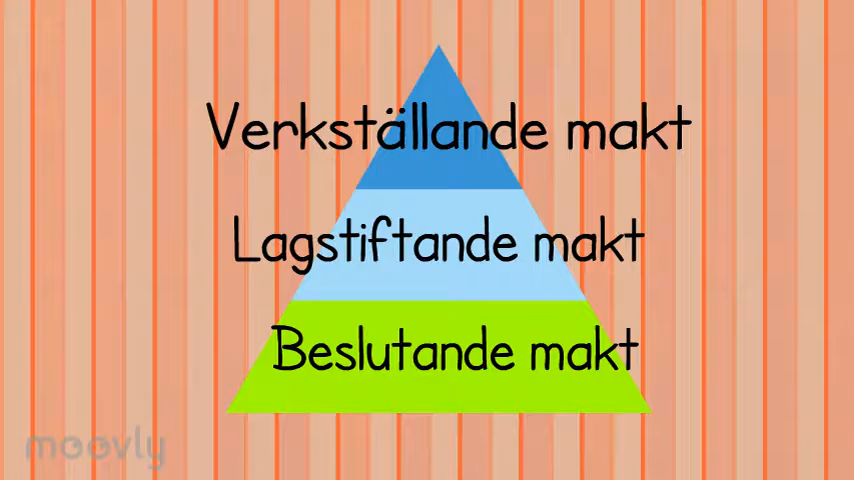 Verkställande makt
Lagstiftande makt
Beslutande makt
moovly